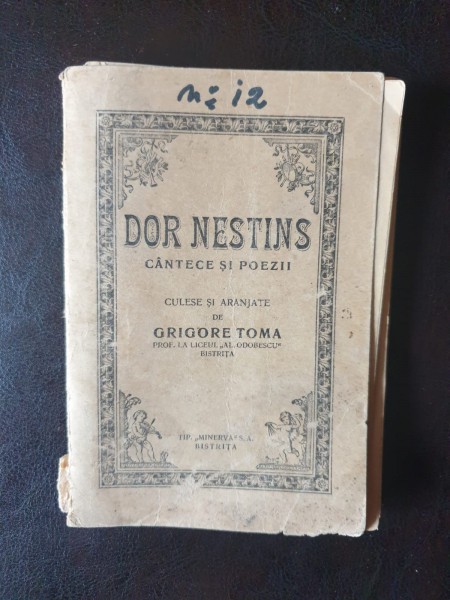 nº 12
DOR NESTINS
CÂNTECE ȘI POEZII
CULESE ȘI ARANJATE
DE
GRIGORE TOMA
PROF. LA LICEUL „AL. ODOBESCU"
BISTRIȚA
TIP. „MINERVA" S. A.
BISTRIȚA